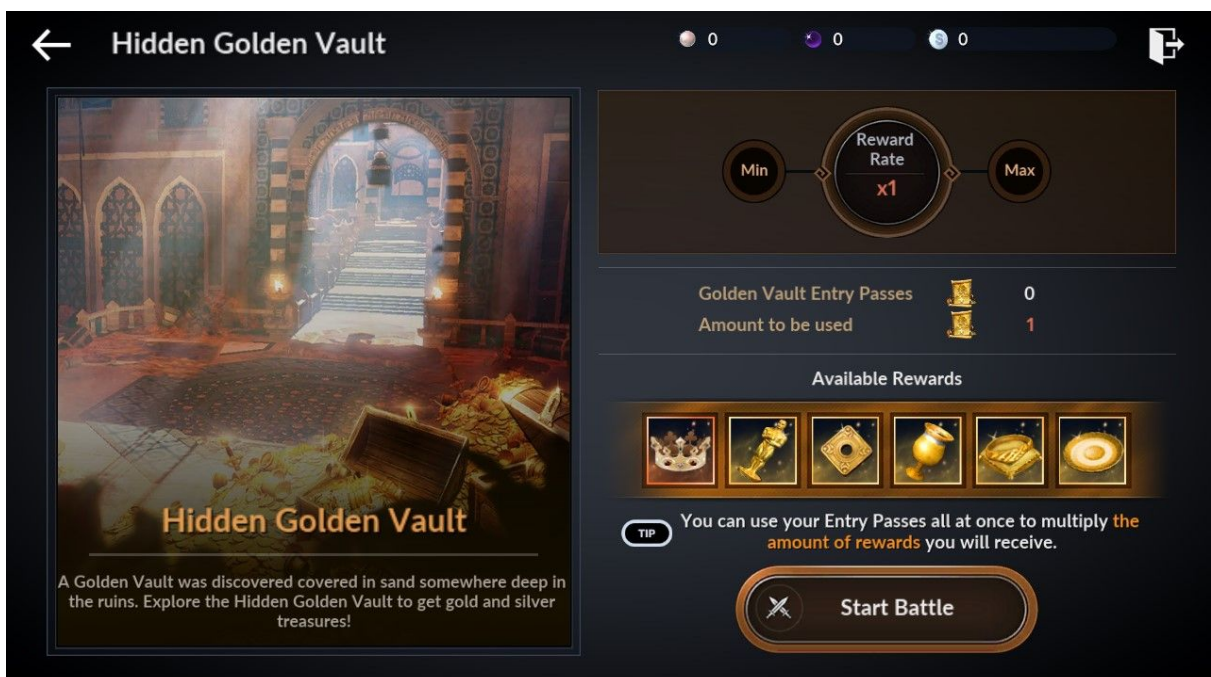 Hidden Golden Vault
0
0
0
Hidden Golden Vault
A Golden Vault was discovered covered in sand somewhere deep in
the ruins. Explore the Hidden Golden Vault to get gold and silver
treasures!
Min
Reward
Rate
x1
Max
Golden Vault Entry Passes 0
Amount to be used 1
Available Rewards
TIP
You can use your Entry Passes all at once to multiply the
amount of rewards you will receive.
Start Battle